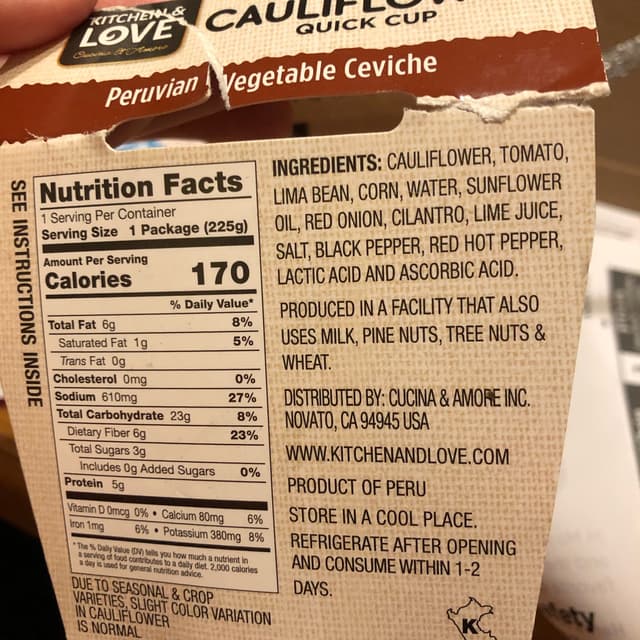 KITCHEN &
LOVE
Cucina & Amore
CAULIFLOW
QUICK CUP
Peruvian Vegetable Ceviche
SEE INSTRUCTIONS INSIDE
Nutrition Facts
1 Serving Per Container
Serving Size 1 Package (225g)
Amount Per Serving
Calories 170
% Daily Value*
Total Fat 6g 8%
Saturated Fat 1g 5%
Trans Fat 0g
Cholesterol 0mg 0%
Sodium 610mg 27%
Total Carbohydrate 23g 8%
Dietary Fiber 6g 23%
Total Sugars 3g
Includes 0g Added Sugars 0%
Protein 5g
Vitamin D 0mcg 0% • Calcium 80mg 6%
Iron 1mg 6% • Potassium 380mg 8%
*The % Daily Value (DV) tells you how much a nutrient in
a serving of food contributes to a daily diet. 2,000 calories
a day is used for general nutrition advice.
DUE TO SEASONAL & CROP
VARIETIES, SLIGHT COLOR VARIATION
IN CAULIFLOWER
IS NORMAL
INGREDIENTS: CAULIFLOWER, TOMATO,
LIMA BEAN, CORN, WATER, SUNFLOWER
OIL, RED ONION, CILANTRO, LIME JUICE,
SALT, BLACK PEPPER, RED HOT PEPPER,
LACTIC ACID AND ASCORBIC ACID.
PRODUCED IN A FACILITY THAT ALSO
USES MILK, PINE NUTS, TREE NUTS &
WHEAT.
DISTRIBUTED BY: CUCINA & AMORE INC.
NOVATO, CA 94945 USA
WWW.KITCHENANDLOVE.COM
PRODUCT OF PERU
STORE IN A COOL PLACE.
REFRIGERATE AFTER OPENING
AND CONSUME WITHIN 1-2
DAYS.
K